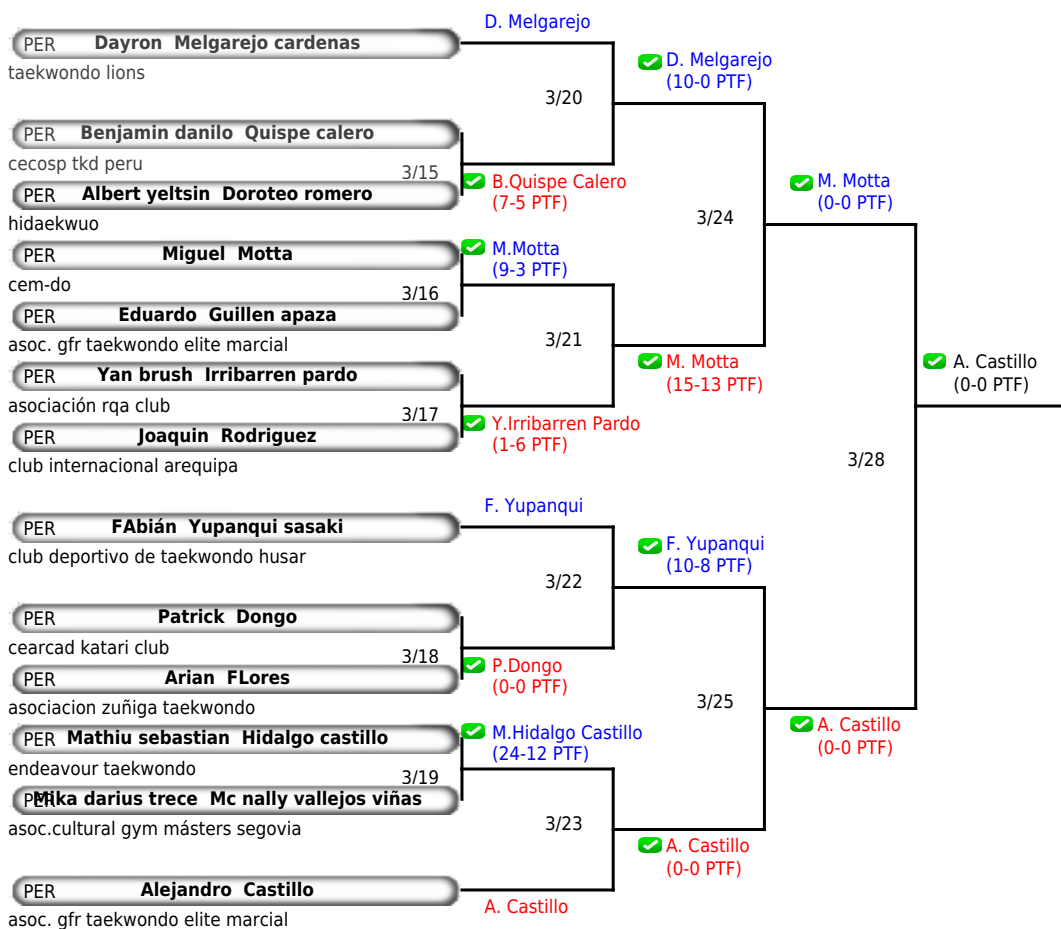 D. Melgarejo
PER Dayron Melgarejo cardenas
taekwondo lions
D. Melgarejo
(10-0 PTF)
3/20
PER Benjamin danilo Quispe calero
cecosp tkd peru
3/15
B.Quispe Calero
(7-5 PTF)
PER Albert yeltsin Doroteo romero
hidaekwuo
M. Motta
(0-0 PTF)
3/24
PER Miguel Motta
cem-do
M.Motta
(9-3 PTF)
3/16
PER Eduardo Guillen apaza
asoc. gfr taekwondo elite marcial
3/21
M. Motta
(15-13 PTF)
PER Yan brush Irribarren pardo
asociación rqa club
3/17
Y.Irribarren Pardo
(1-6 PTF)
PER Joaquin Rodriguez
club internacional arequipa
A. Castillo
(0-0 PTF)
3/28
F. Yupanqui
PER FAbián Yupanqui sasaki
club deportivo de taekwondo husar
F. Yupanqui
(10-8 PTF)
3/22
PER Patrick Dongo
cearcad katari club
3/18
P.Dongo
(0-0 PTF)
PER Arian FLores
asociacion zuñiga taekwondo
3/25
A. Castillo
(0-0 PTF)
PER Mathiu sebastian Hidalgo castillo
endeavour taekwondo
M.Hidalgo Castillo
(24-12 PTF)
3/19
PER Mika darius trece Mc nally vallejos viñas
asoc.cultural gym másters segovia
3/23
A. Castillo
(0-0 PTF)
PER Alejandro Castillo
asoc. gfr taekwondo elite marcial
A. Castillo